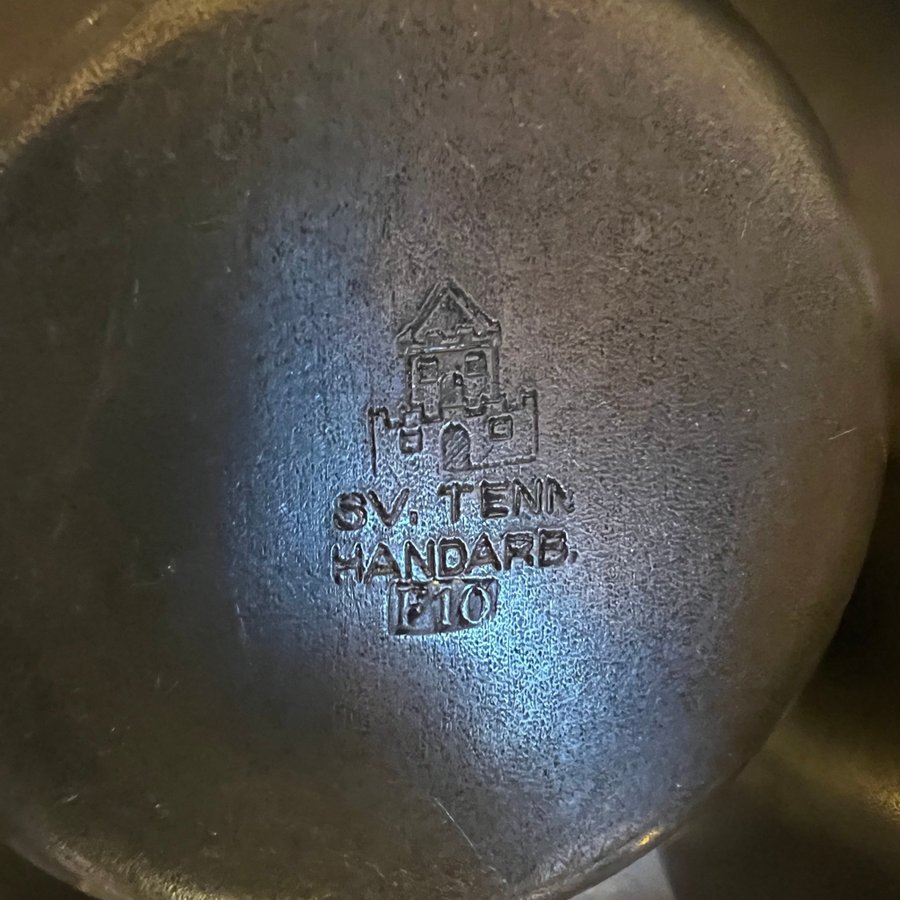 SV. TENN
HANDARB.
F10